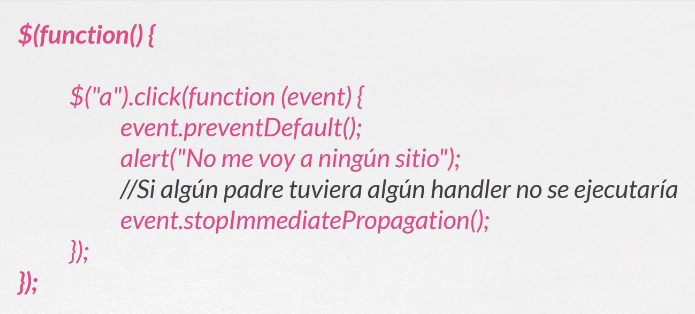 $(function() {
$("a").click(function (event) {
event.preventDefault();
alert("No me voy a ningún sitio");
//Si algún padre tuviera algún handler no se ejecutaría
event.stopImmediatePropagation();
});
});